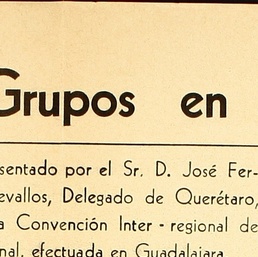 Grupos en
sentado por el Sr. D. José Fer-
evallos, Delegado de Querétaro,
a Convención Inter - regional de
nal, efectuada en Guadalajara